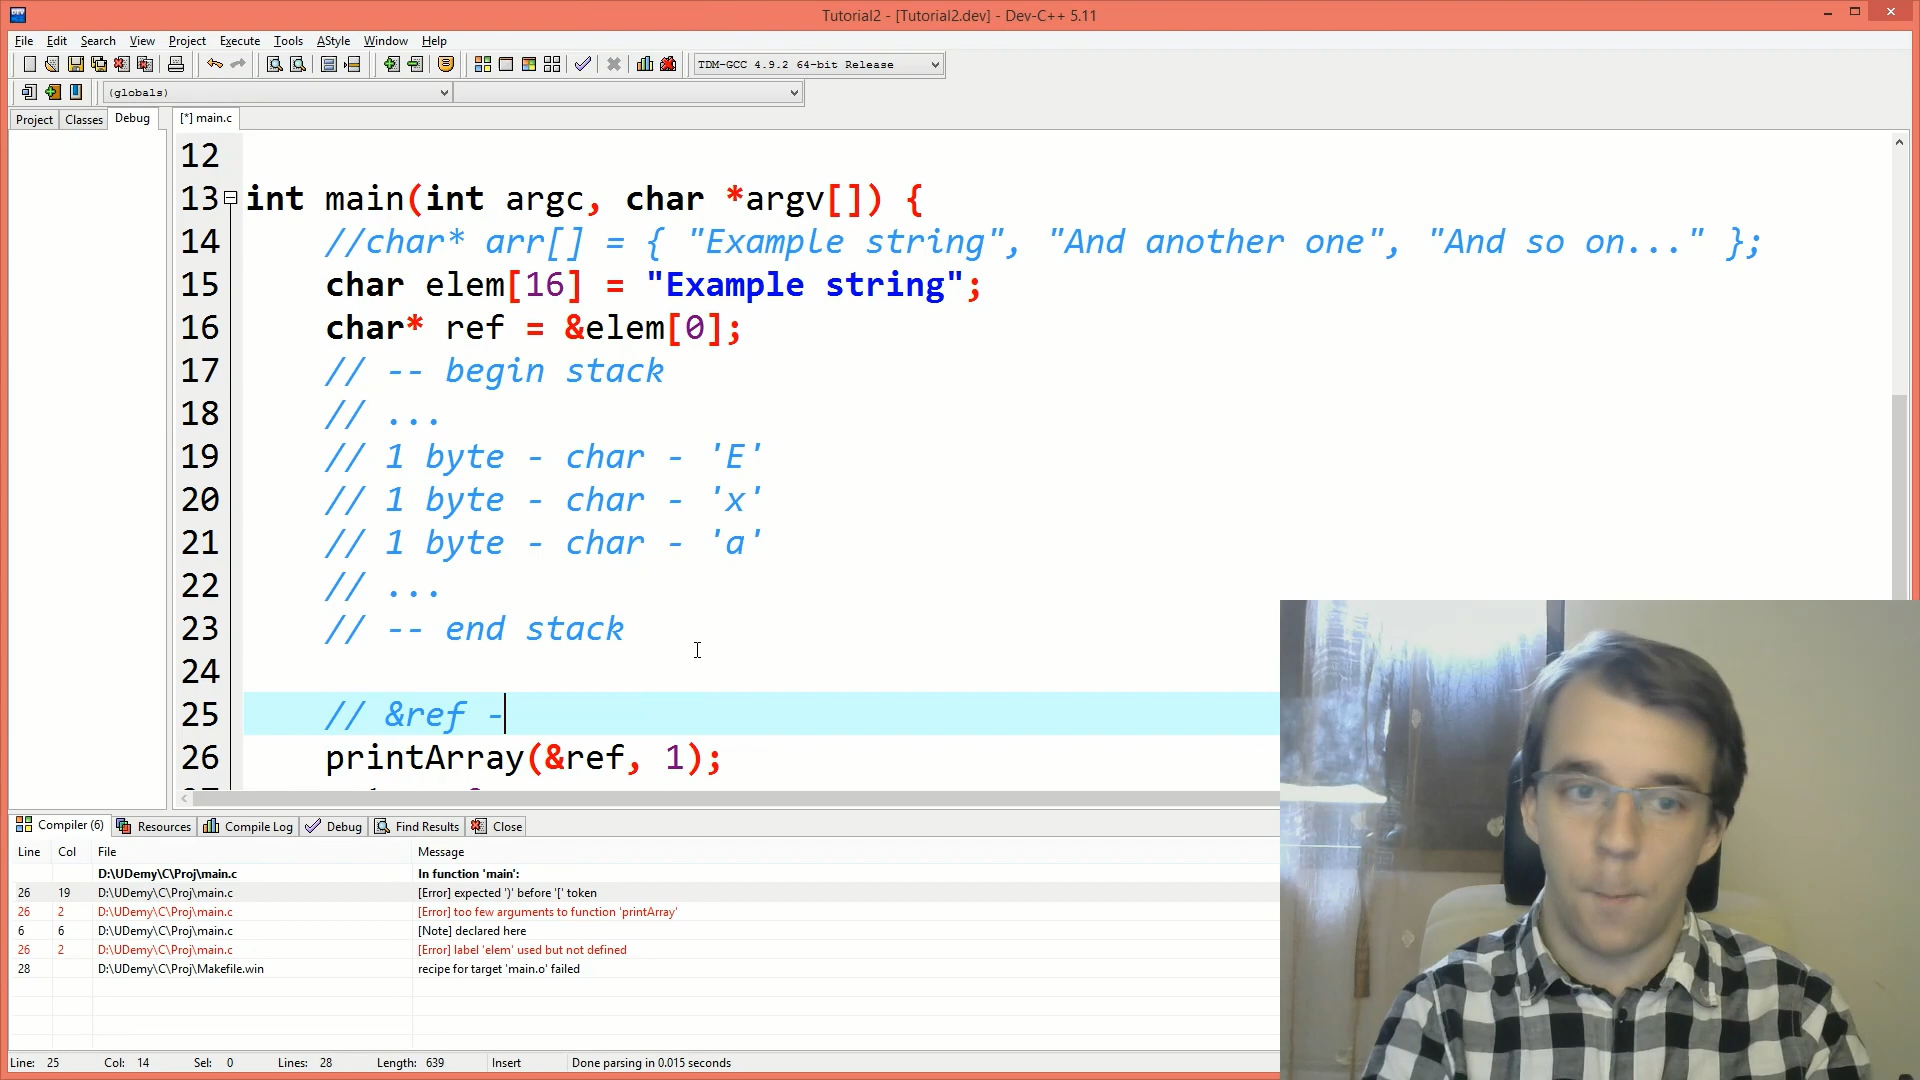 Tutorial2 - [Tutorial2.dev] - Dev-C++ 5.11
File Edit Search View Project Execute Tools AStyle Window Help
TDM-GCC 4.9.2 64-bit Release
(globals)
Project Classes Debug [*] main.c
12
13 int main(int argc, char *argv[]) {
14 //char* arr[] = { "Example string", "And another one", "And so on..." };
15 char elem[16] = "Example string";
16 char* ref = &elem[0];
17 // -- begin stack
18 // ...
19 // 1 byte - char - 'E'
20 // 1 byte - char - 'x'
21 // 1 byte - char - 'a'
22 // ...
23 // -- end stack
24
25 // &ref -
26 printArray(&ref, 1);
Compiler (6) Resources Compile Log Debug Find Results Close
Line Col File Message
D:\UDemy\C\Proj\main.c In function 'main':
26 19 D:\UDemy\C\Proj\main.c [Error] expected ')' before '[' token
26 2 D:\UDemy\C\Proj\main.c [Error] too few arguments to function 'printArray'
6 6 D:\UDemy\C\Proj\main.c [Note] declared here
26 2 D:\UDemy\C\Proj\main.c [Error] label 'elem' used but not defined
28 D:\UDemy\C\Proj\Makefile.win recipe for target 'main.o' failed
Line: 25 Col: 14 Sel: 0 Lines: 28 Length: 639 Insert Done parsing in 0.015 seconds